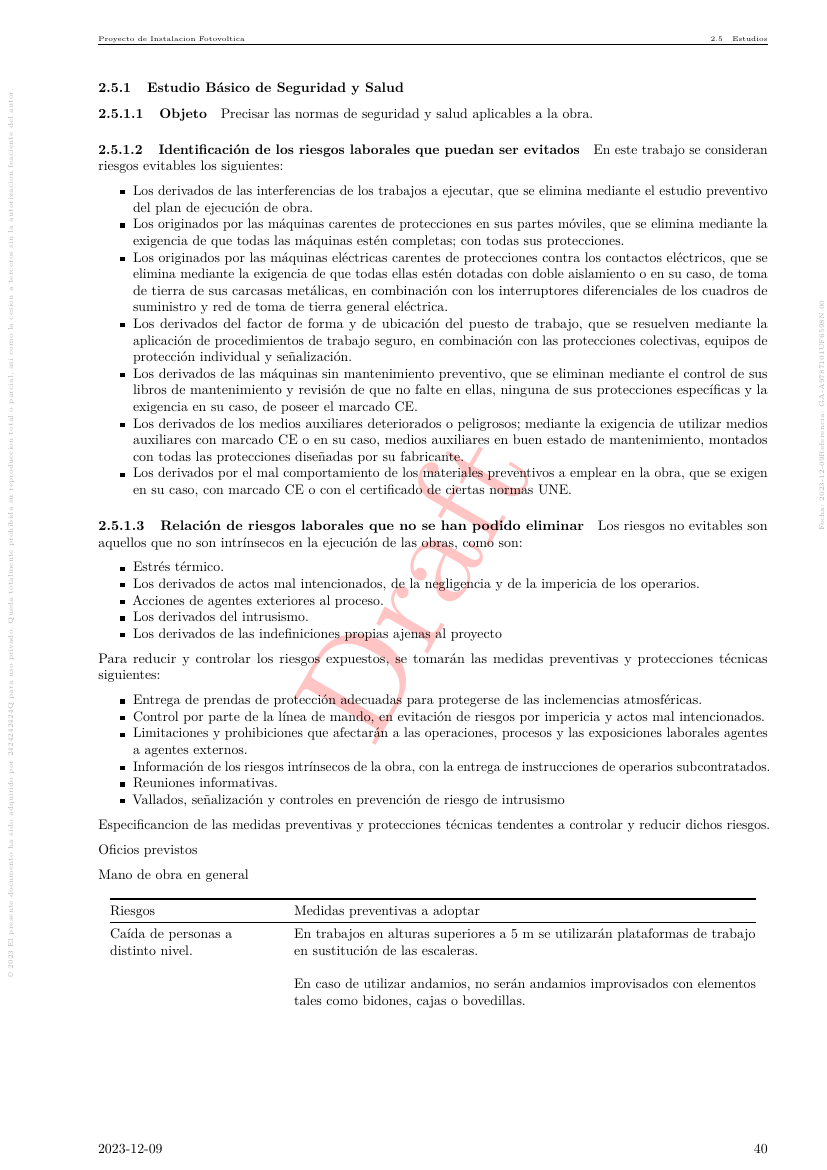 Proyecto de Instalacion Fotovoltica 2.5 Estudios
2.5.1 Estudio Básico de Seguridad y Salud
2.5.1.1 Objeto Precisar las normas de seguridad y salud aplicables a la obra.
2.5.1.2 Identificación de los riesgos laborales que puedan ser evitados En este trabajo se consideran
riesgos evitables los siguientes:
▪ Los derivados de las interferencias de los trabajos a ejecutar, que se elimina mediante el estudio preventivo
del plan de ejecución de obra.
▪ Los originados por las máquinas carentes de protecciones en sus partes móviles, que se elimina mediante la
exigencia de que todas las máquinas estén completas; con todas sus protecciones.
▪ Los originados por las máquinas eléctricas carentes de protecciones contra los contactos eléctricos, que se
elimina mediante la exigencia de que todas ellas estén dotadas con doble aislamiento o en su caso, de toma
de tierra de sus carcasas metálicas, en combinación con los interruptores diferenciales de los cuadros de
suministro y red de toma de tierra general eléctrica.
▪ Los derivados del factor de forma y de ubicación del puesto de trabajo, que se resuelven mediante la
aplicación de procedimientos de trabajo seguro, en combinación con las protecciones colectivas, equipos de
protección individual y señalización.
▪ Los derivados de las máquinas sin mantenimiento preventivo, que se eliminan mediante el control de sus
libros de mantenimiento y revisión de que no falte en ellas, ninguna de sus protecciones específicas y la
exigencia en su caso, de poseer el marcado CE.
▪ Los derivados de los medios auxiliares deteriorados o peligrosos; mediante la exigencia de utilizar medios
auxiliares con marcado CE o en su caso, medios auxiliares en buen estado de mantenimiento, montados
con todas las protecciones diseñadas por su fabricante.
▪ Los derivados por el mal comportamiento de los materiales preventivos a emplear en la obra, que se exigen
en su caso, con marcado CE o con el certificado de ciertas normas UNE.
2.5.1.3 Relación de riesgos laborales que no se han podido eliminar Los riesgos no evitables son
aquellos que no son intrínsecos en la ejecución de las obras, como son:
▪ Estrés térmico.
▪ Los derivados de actos mal intencionados, de la negligencia y de la impericia de los operarios.
▪ Acciones de agentes exteriores al proceso.
▪ Los derivados del intrusismo.
▪ Los derivados de las indefiniciones propias ajenas al proyecto
Para reducir y controlar los riesgos expuestos, se tomarán las medidas preventivas y protecciones técnicas
siguientes:
▪ Entrega de prendas de protección adecuadas para protegerse de las inclemencias atmosféricas.
▪ Control por parte de la línea de mando, en evitación de riesgos por impericia y actos mal intencionados.
▪ Limitaciones y prohibiciones que afectarán a las operaciones, procesos y las exposiciones laborales agentes
a agentes externos.
▪ Información de los riesgos intrínsecos de la obra, con la entrega de instrucciones de operarios subcontratados.
▪ Reuniones informativas.
▪ Vallados, señalización y controles en prevención de riesgo de intrusismo
Especificancion de las medidas preventivas y protecciones técnicas tendentes a controlar y reducir dichos riesgos.
Oficios previstos
Mano de obra en general
Riesgos Medidas preventivas a adoptar
Caída de personas a En trabajos en alturas superiores a 5 m se utilizarán plataformas de trabajo
distinto nivel. en sustitución de las escaleras.
En caso de utilizar andamios, no serán andamios improvisados con elementos
tales como bidones, cajas o bovedillas.
2023-12-09 40
Draft
© 2023 El presente documento ha sido adquirido por 242424242424Q para uso privado. Queda totalmente prohibida su reproduccion total o parcial, asi como la cesion a terceros sin la autorizacion fasciente del autor.
Fecha: 2023-12-09Referencia: GA-A9787101UF6598N/00